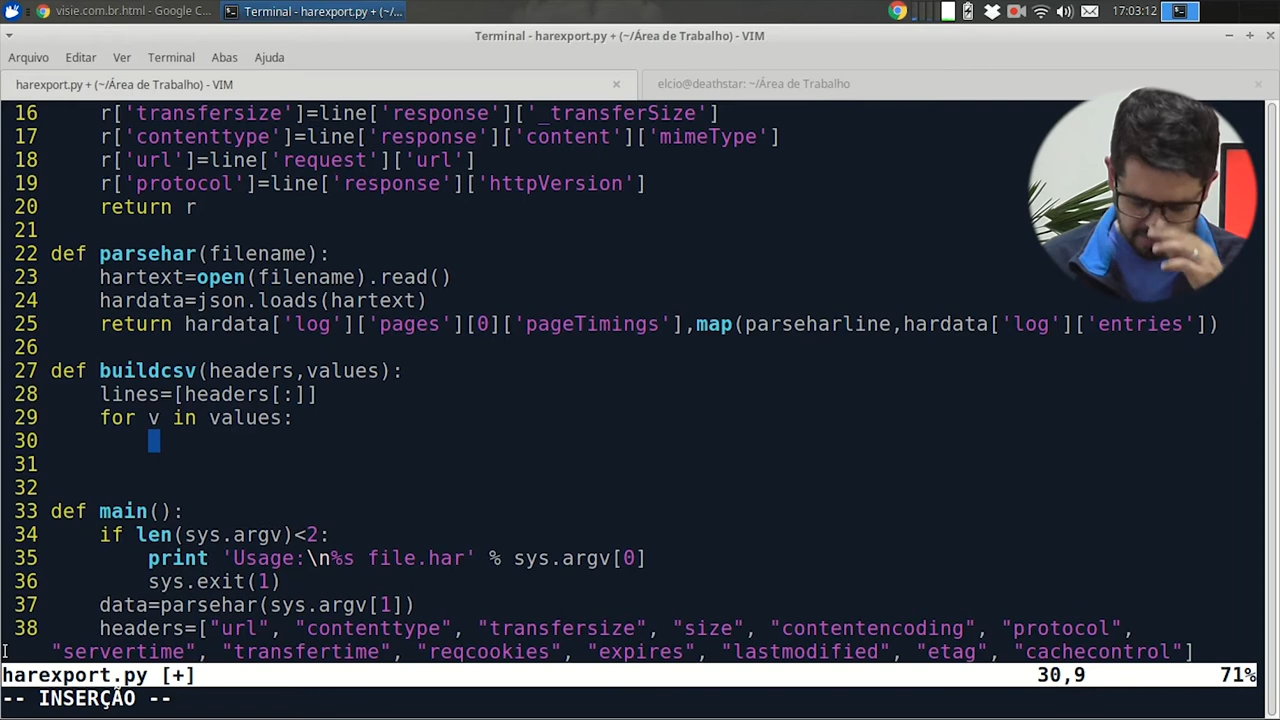 visie.com.br.html - Google C...
Terminal - harexport.py + (~/...
17:03:12
Terminal - harexport.py + (~/Área de Trabalho) - VIM
Arquivo Editar Ver Terminal Abas Ajuda
harexport.py + (~/Área de Trabalho) - VIM
elcio@deathstar: ~/Área de Trabalho
16 r['transfersize']=line['response']['_transferSize']
17 r['contenttype']=line['response']['content']['mimeType']
18 r['url']=line['request']['url']
19 r['protocol']=line['response']['httpVersion']
20 return r
21
22 def parsehar(filename):
23 hartext=open(filename).read()
24 hardata=json.loads(hartext)
25 return hardata['log']['pages'][0]['pageTimings'],map(parseharline,hardata['log']['entries'])
26
27 def buildcsv(headers,values):
28 lines=[headers[:]]
29 for v in values:
30
31
32
33 def main():
34 if len(sys.argv)<2:
35 print 'Usage:\n%s file.har' % sys.argv[0]
36 sys.exit(1)
37 data=parsehar(sys.argv[1])
38 headers=["url", "contenttype", "transfersize", "size", "contentencoding", "protocol",
"servertime", "transfertime", "reqcookies", "expires", "lastmodified", "etag", "cachecontrol"]
harexport.py [+] 30,9 71%
-- INSERÇÃO --